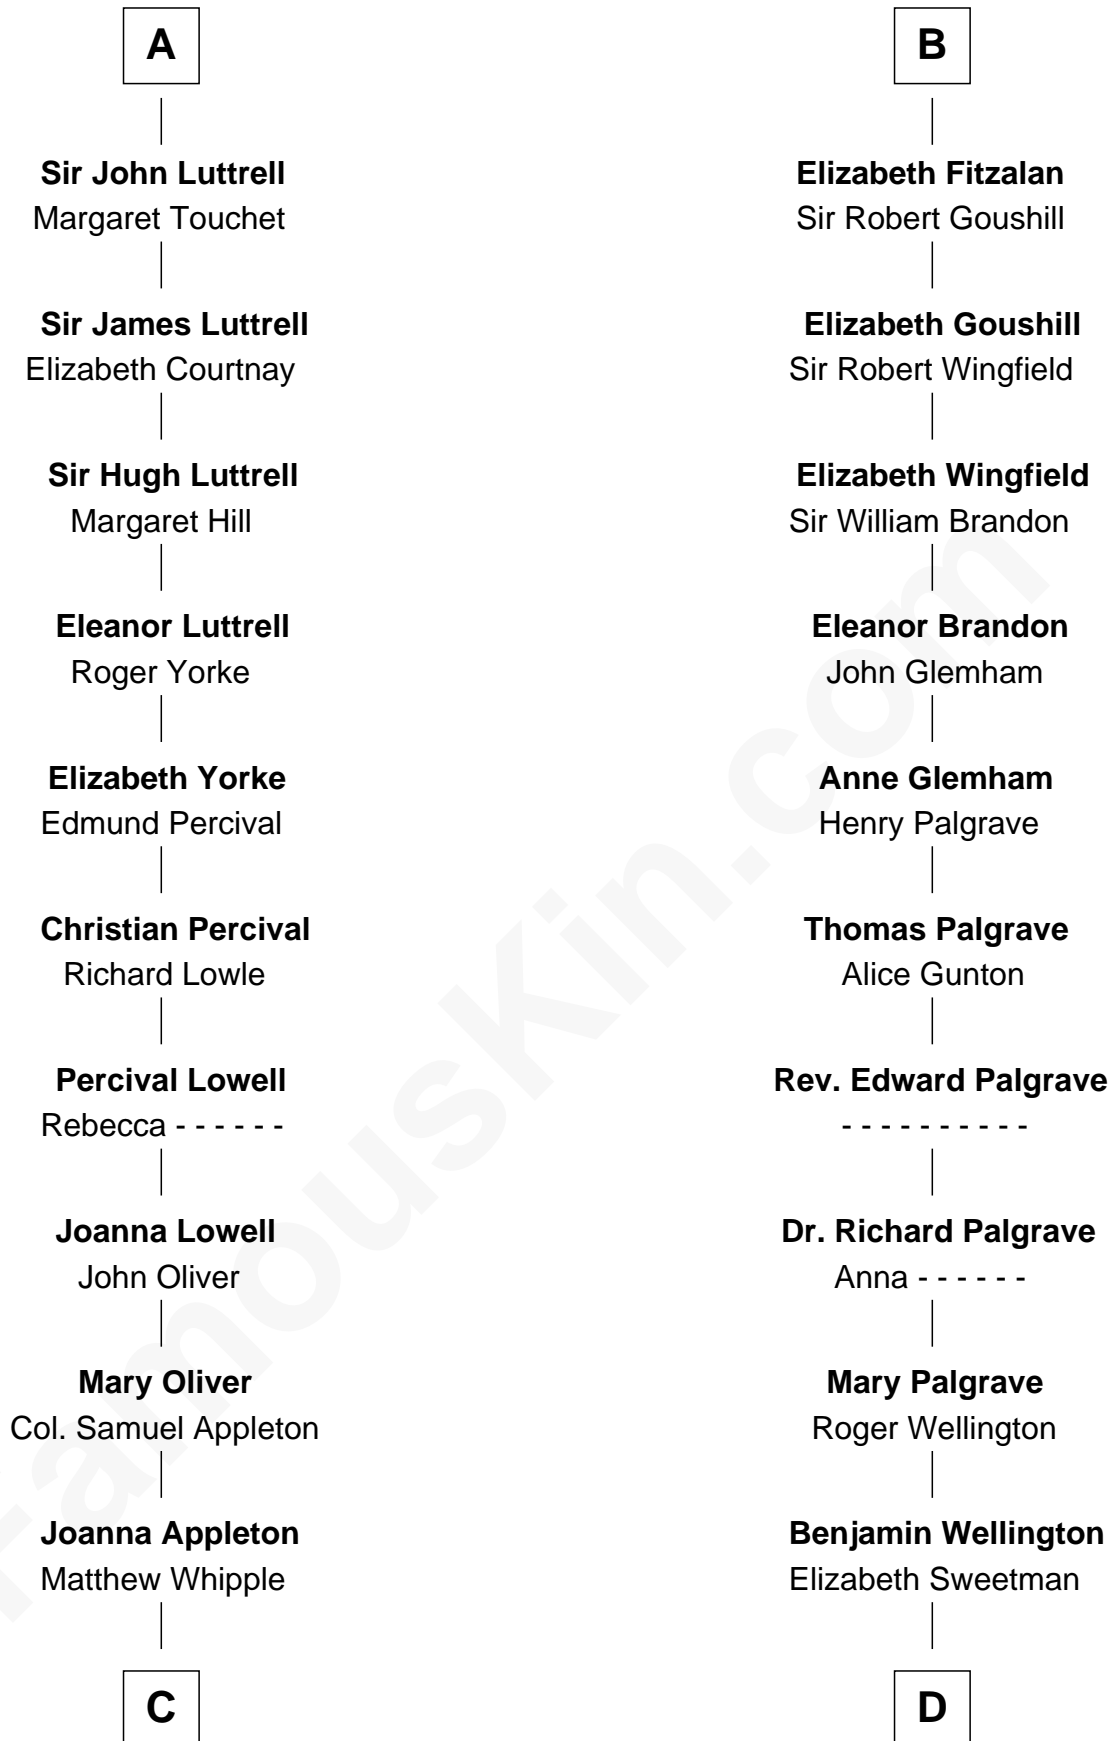 A
Sir John Luttrell
Margaret Touchet
Sir James Luttrell
Elizabeth Courtnay
Sir Hugh Luttrell
Margaret Hill
Eleanor Luttrell
Roger Yorke
Elizabeth Yorke
Edmund Percival
Christian Percival
Richard Lowle
Percival Lowell
Rebecca - - - - - -
Joanna Lowell
John Oliver
Mary Oliver
Col. Samuel Appleton
Joanna Appleton
Matthew Whipple
C
B
Elizabeth Fitzalan
Sir Robert Goushill
Elizabeth Goushill
Sir Robert Wingfield
Elizabeth Wingfield
Sir William Brandon
Eleanor Brandon
John Glemham
Anne Glemham
Henry Palgrave
Thomas Palgrave
Alice Gunton
Rev. Edward Palgrave
- - - - - - - - - -
Dr. Richard Palgrave
Anna - - - - - -
Mary Palgrave
Roger Wellington
Benjamin Wellington
Elizabeth Sweetman
D
FamousKin.com